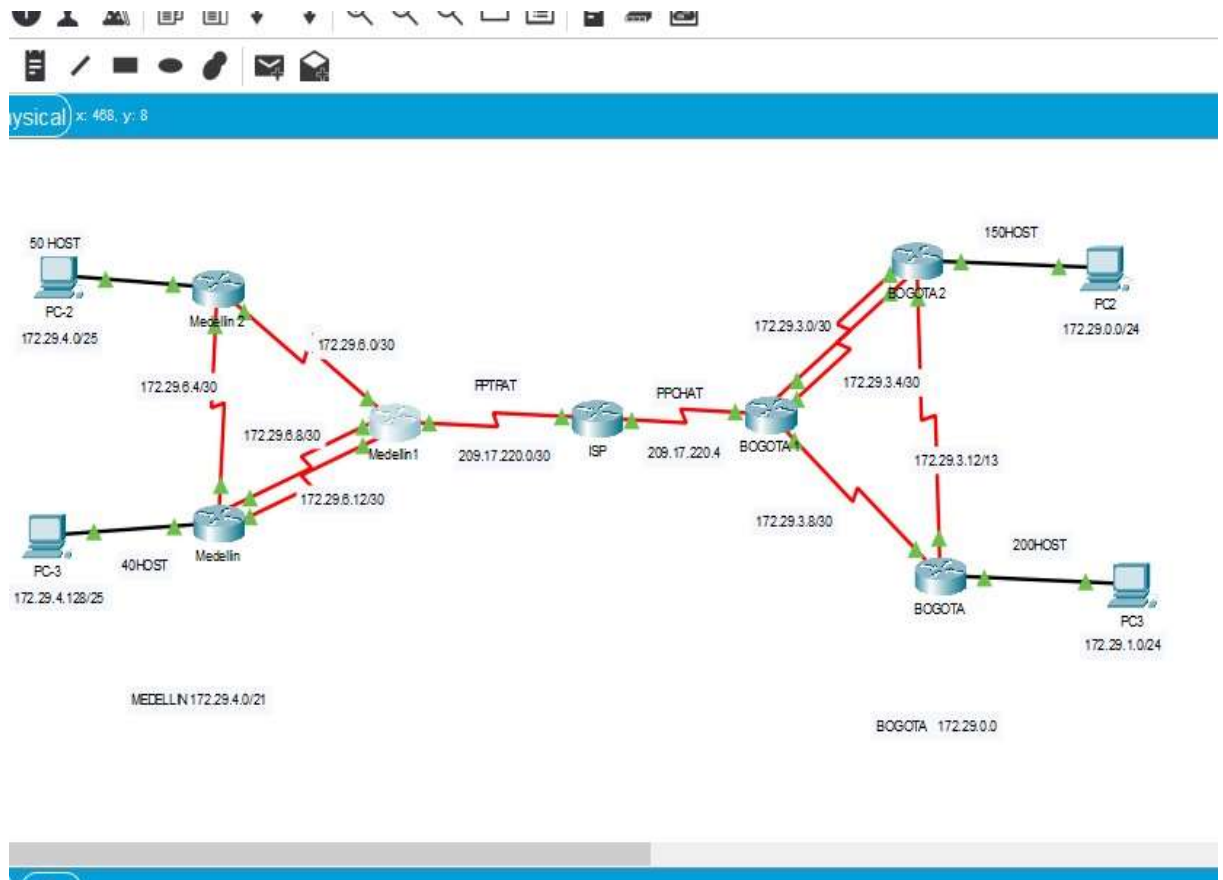 ysical x: 468, y: 8
50 HOST
PC-2
172.29.4.0/25
Medellin 2
172.29.6.0/30
172.29.6.4/30
172.29.6.8/30
Medellin1
172.29.6.12/30
PC-3
172.29.4.128/25
40HOST
Medellin
PPTPAT
209.17.220.0/30
ISP
PPCHAT
209.17.220.4
BOGOTA 1
150HOST
BOGOTA 2
PC2
172.29.0.0/24
172.29.3.0/30
172.29.3.4/30
172.29.3.12/13
172.29.3.8/30
200HOST
BOGOTA
PC3
172.29.1.0/24
MEDELLIN 172.29.4.0/21
BOGOTA 172.29.0.0